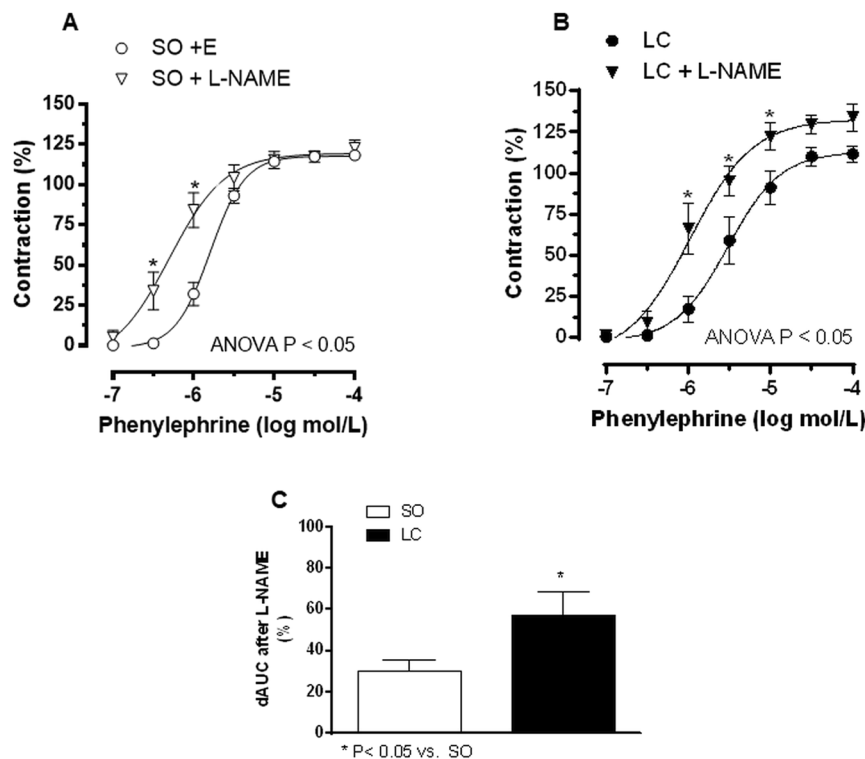 A
SO +E
SO + L-NAME
150
125
100
75
50
25
0
Contraction (%)
*
*
ANOVA P < 0.05
-7
-6
-5
-4
Phenylephrine (log mol/L)
B
LC
LC + L-NAME
150
125
100
75
50
25
0
Contraction (%)
*
*
*
ANOVA P < 0.05
-7
-6
-5
-4
Phenylephrine (log mol/L)
C
SO
LC
100
80
60
40
20
0
dAUC after L-NAME
(%)
*
* P< 0.05 vs. SO